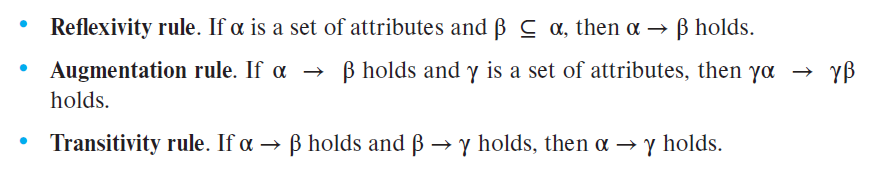 • Reflexivity rule. If α is a set of attributes and β ⊆ α, then α → β holds.
• Augmentation rule. If α → β holds and γ is a set of attributes, then γα → γβ
holds.
• Transitivity rule. If α → β holds and β → γ holds, then α → γ holds.